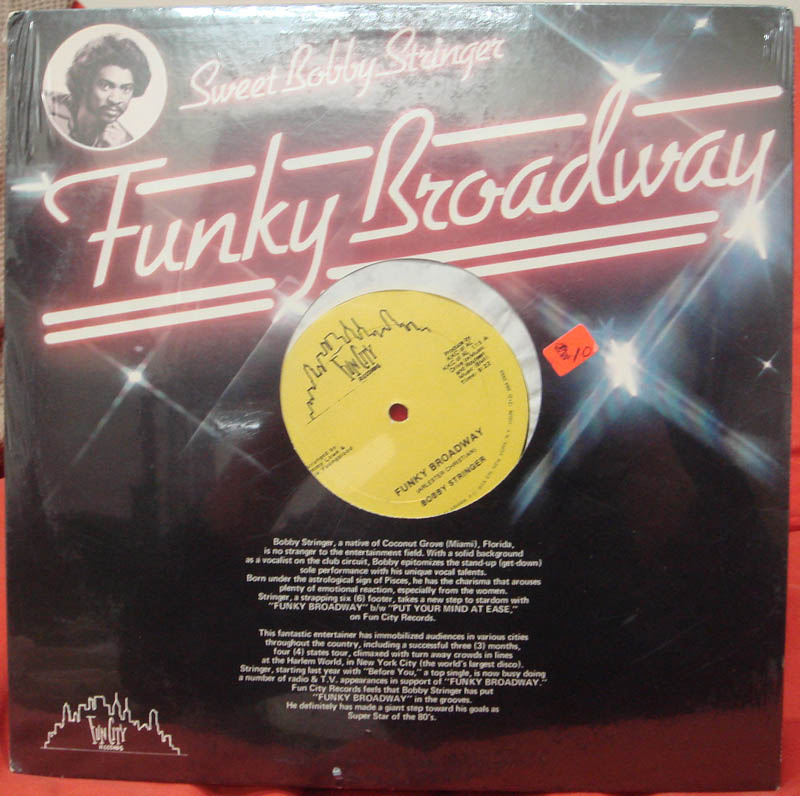 Sweet Bobby Stringer
Funky Broadway
FUN CITY
RECORDS
Time:
FUNKY BROADWAY
(ARLESTER CHRISTIAN)
BOBBY STRINGER
10
Bobby Stringer, a native of Coconut Grove (Miami), Florida,
is no stranger to the entertainment field. With a solid background
as a vocalist on the club circuit, Bobby epitomizes the stand-up (get-down)
sole performance with his unique vocal talents.
Born under the astrological sign of Pisces, he has the charisma that arouses
plenty of emotional reaction, especially from the women.
Stringer, a strapping six (6) footer, takes a new step to stardom with
"FUNKY BROADWAY" b/w "PUT YOUR MIND AT EASE,"
on Fun City Records.
This fantastic entertainer has immobilized audiences in various cities
throughout the country, including a successful three (3) months,
four (4) states tour, climaxed with turn away crowds in lines
at the Harlem World, in New York City (the world's largest disco).
Stringer, starting last year with "Before You," a top single, is now busy doing
a number of radio & T.V. appearances in support of "FUNKY BROADWAY."
Fun City Records feels that Bobby Stringer has put
"FUNKY BROADWAY" in the grooves.
He definitely has made a giant step toward his goals as
Super Star of the 80's.
FUN CITY
RECORDS